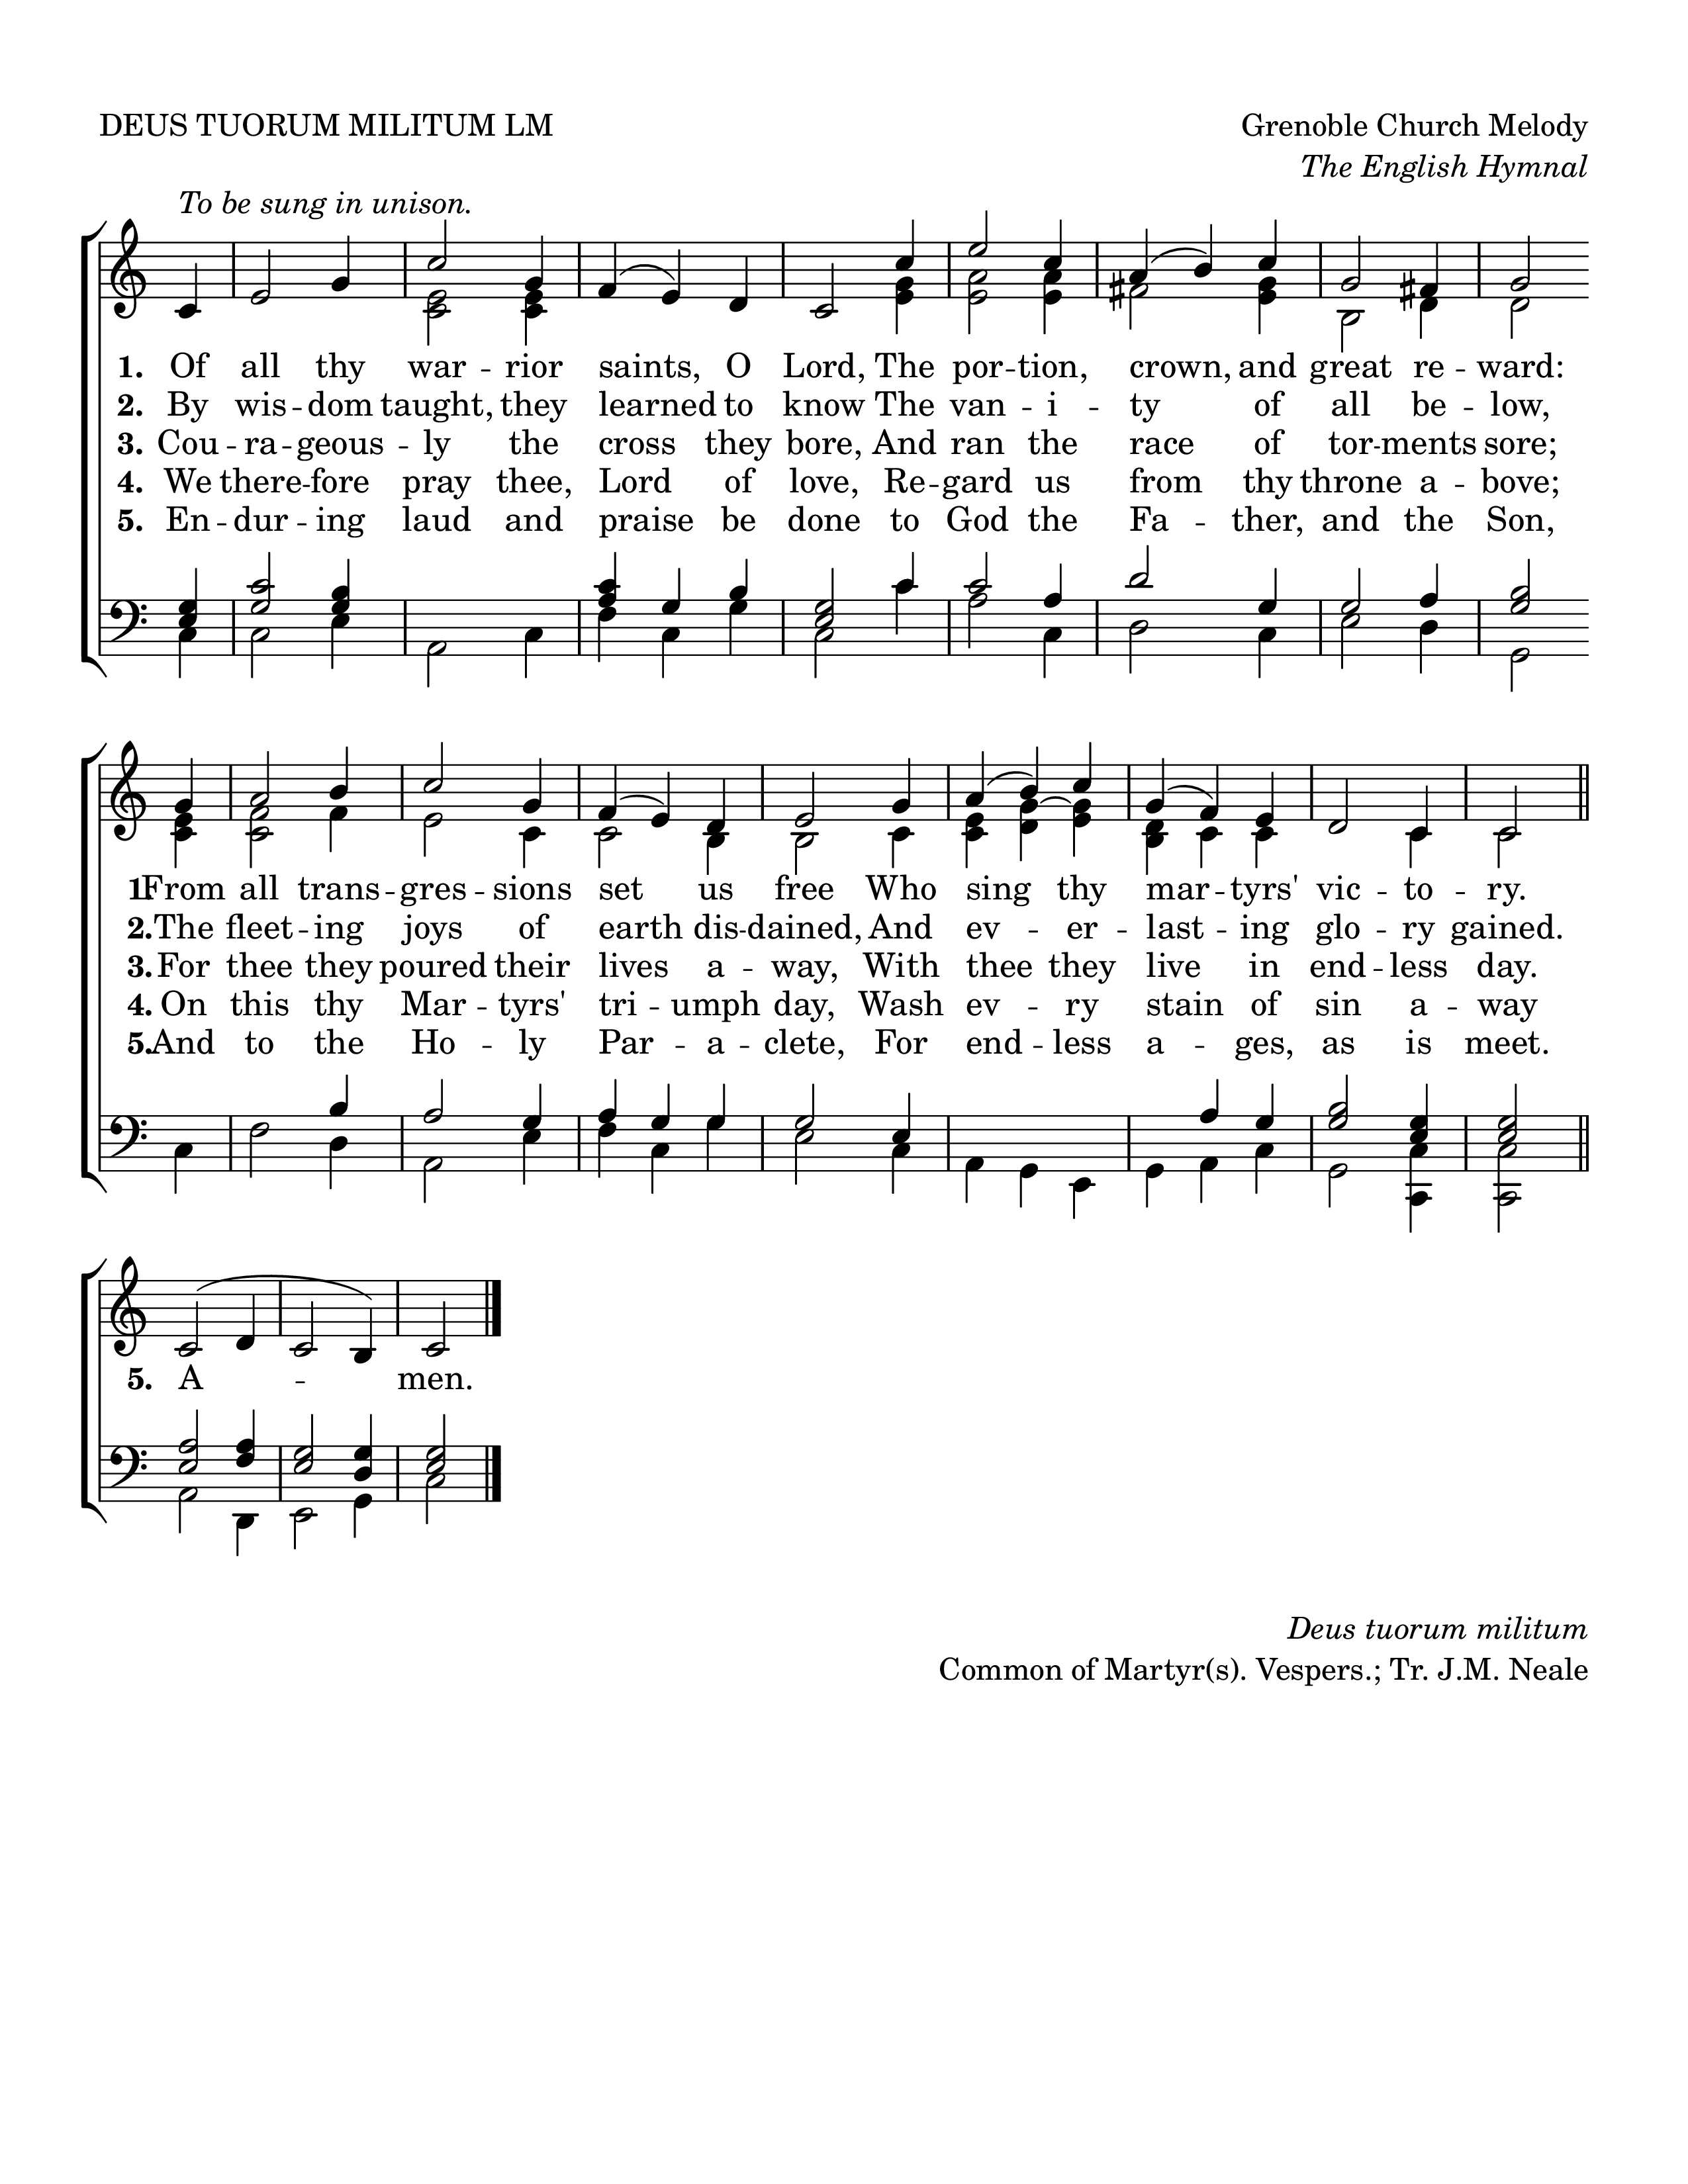 DEUS TUORUM MILITUM LM
Grenoble Church Melody
The English Hymnal
To be sung in unison.
1. Of all thy war -- rior saints, O Lord, The por -- tion, crown, and great re -- ward:
2. By wis -- dom taught, they learned to know The van -- i -- ty of all be -- low,
3. Cou -- ra -- geous -- ly the cross they bore, And ran the race of tor -- ments sore;
4. We there -- fore pray thee, Lord of love, Re -- gard us from thy throne a -- bove;
5. En -- dur -- ing laud and praise be done to God the Fa -- ther, and the Son,
1. From all trans -- gres -- sions set us free Who sing thy mar -- tyrs' vic -- to -- ry.
2. The fleet -- ing joys of earth dis -- dained, And ev -- er -- last -- ing glo -- ry gained.
3. For thee they poured their lives a -- way, With thee they live in end -- less day.
4. On this thy Mar -- tyrs' tri -- umph day, Wash ev -- ry stain of sin a -- way
5. And to the Ho -- ly Par -- a -- clete, For end -- less a -- ges, as is meet.
5. A -- men.
Deus tuorum militum
Common of Martyr(s). Vespers.; Tr. J.M. Neale